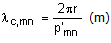 λc,mn = 2πr / p'mn (m)